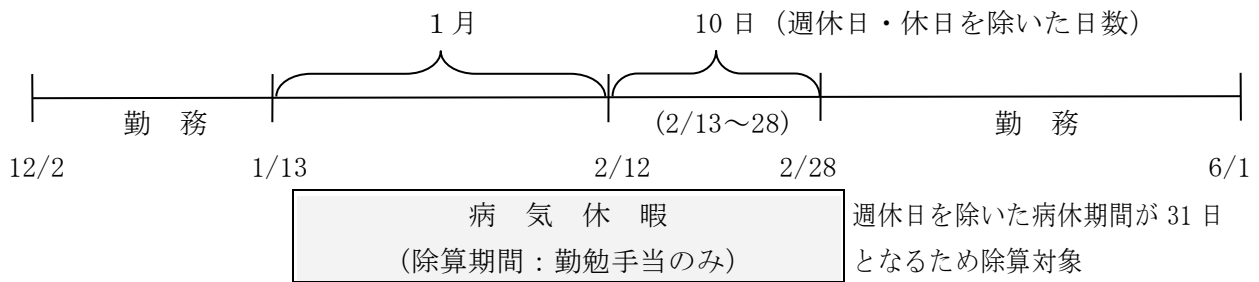 １月 10 日（週休日・休日を除いた日数）
勤 務 (2/13～28) 勤 務
12/2 1/13 2/12 2/28 6/1
病 気 休 暇 週休日を除いた病休期間が 31 日
(除算期間：勤勉手当のみ) となるため除算対象